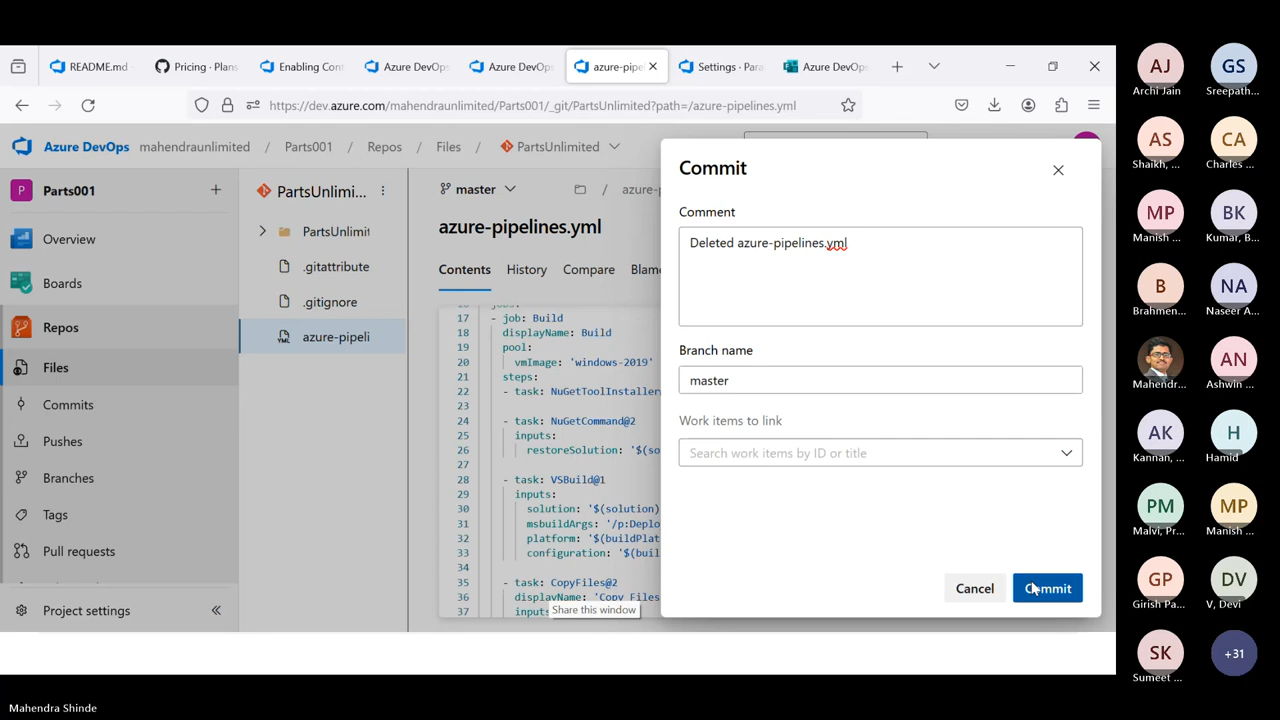 README.md
Pricing · Plans
Enabling Cont
Azure DevOps
Azure DevOps
azure-pipel
Settings · Para
Azure DevOps
https://dev.azure.com/mahendraunlimited/Parts001/_git/PartsUnlimited?path=/azure-pipelines.yml
Azure DevOps mahendraunlimited / Parts001 / Repos / Files / PartsUnlimited
P Parts001
Overview
Boards
Repos
Files
Commits
Pushes
Branches
Tags
Pull requests
Project settings
PartsUnlimi...
PartsUnlimit
.gitattribute
.gitignore
azure-pipeli
master / azure-p
azure-pipelines.yml
Contents History Compare Blame
16 jobs:
17 - job: Build
18 displayName: Build
19 pool:
20 vmImage: 'windows-2019'
21 steps:
22 - task: NuGetToolInstaller
23
24 - task: NuGetCommand@2
25 inputs:
26 restoreSolution: '$(so
27
28 - task: VSBuild@1
29 inputs:
30 solution: '$(solution)
31 msbuildArgs: '/p:Deplo
32 platform: '$(buildPlat
33 configuration: '$(buil
34
35 - task: CopyFiles@2
36 displayName: 'Copy Files
37 inputs
Share this window
Commit
Comment
Deleted azure-pipelines.yml
Branch name
master
Work items to link
Search work items by ID or title
Cancel
Commit
AJ
Archi Jain
GS
Sreepath...
AS
Shaikh, ...
CA
Charles ...
MP
Manish ...
BK
Kumar, B...
B
Brahmen...
NA
Naseer A...
Mahendr...
AN
Ashwin ...
AK
Kannan, ...
H
Hamid
PM
Malvi, Pr...
MP
Manish ...
GP
Girish Pa...
DV
V, Devi
SK
Sumeet ...
+31
Mahendra Shinde